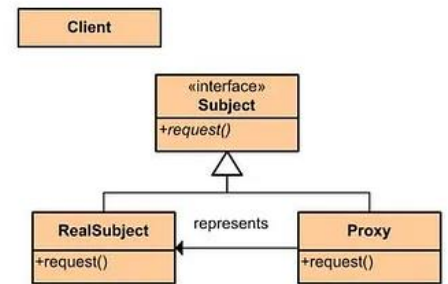 Client
«interface»
Subject
+request()
RealSubject
represents
Proxy
+request()
+request()